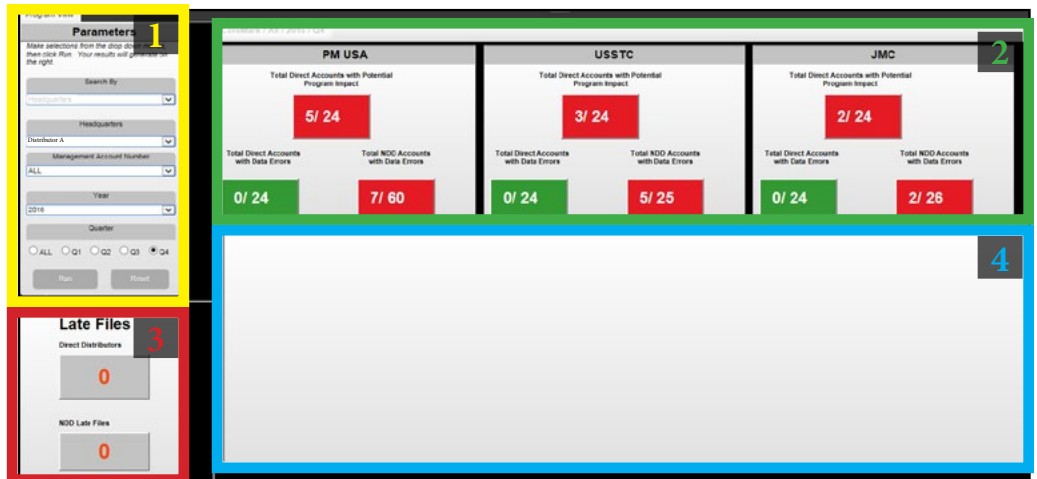 Program View
Parameters
1
Make selections from the drop down
then click Run. Your results will generate on
the right.
Search By
Headquarters
Headquarters
Distributor A
Management Account Number
ALL
Year
2016
Quarter
ALL Q1 Q2 Q3 Q4
Run Reset
Late Files
3
Direct Distributors
0
NDD Late Files
0
/ All / 2016 / Q4
2
PM USA
Total Direct Accounts with Potential
Program Impact
5/ 24
Total Direct Accounts
with Data Errors
Total NDD Accounts
with Data Errors
0/ 24
7/ 60
USSTC
Total Direct Accounts with Potential
Program Impact
3/ 24
Total Direct Accounts
with Data Errors
Total NDD Accounts
with Data Errors
0/ 24
5/ 25
JMC
Total Direct Accounts with Potential
Program Impact
2/ 24
Total Direct Accounts
with Data Errors
Total NDD Accounts
with Data Errors
0/ 24
2/ 26
4